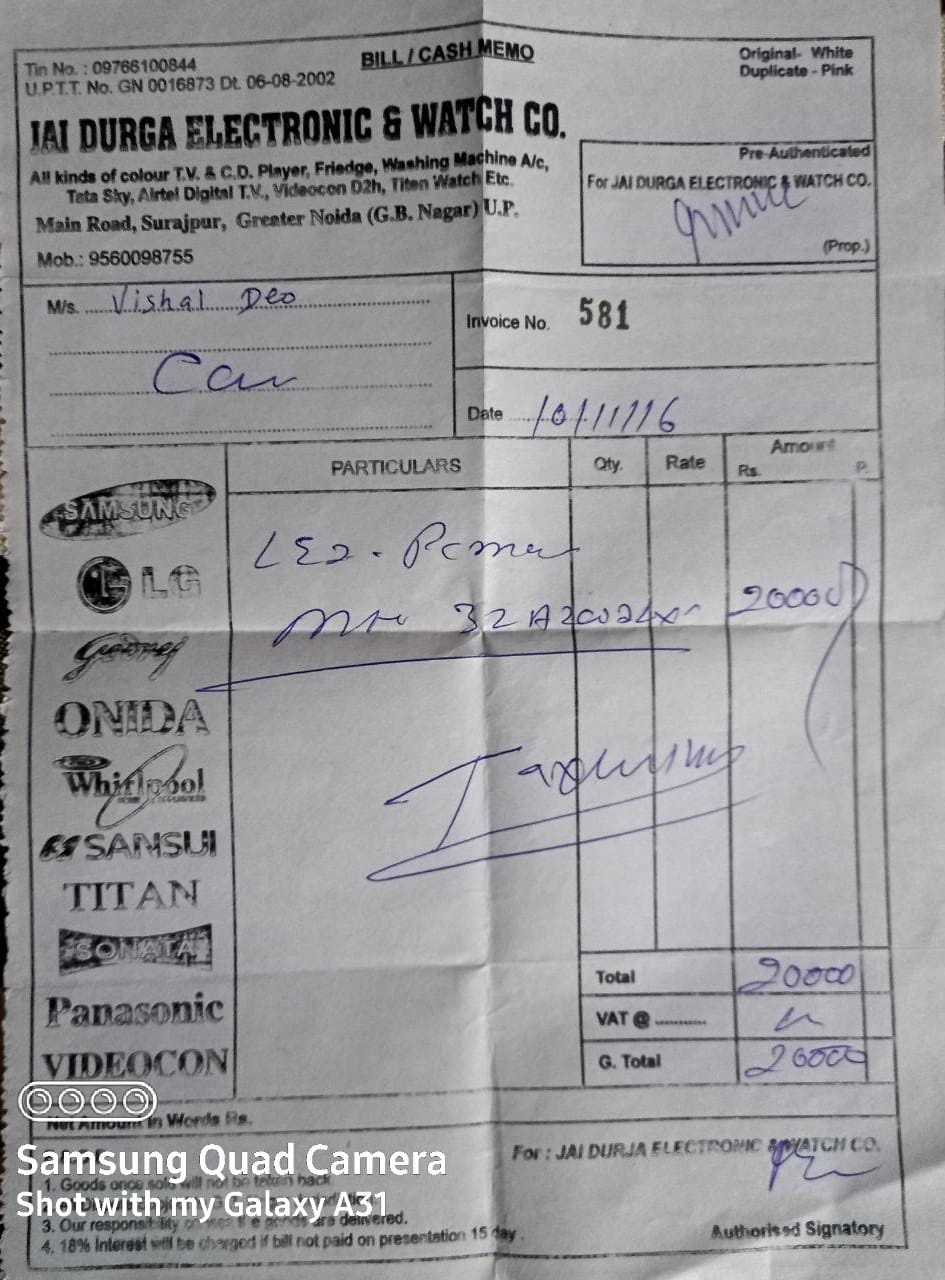 BILL / CASH MEMO
Original- White
Duplicate - Pink
Tin No. : 09766100844
U.P.T.T. No. GN 0016873 Dt. 06-08-2002
JAI DURGA ELECTRONIC & WATCH CO.
All kinds of colour T.V. & C.D. Player, Friedge, Washing Machine A/c,
Tata Sky, Airtel Digital T.V., Videocon D2h, Titen Watch Etc.
Main Road, Surajpur, Greater Noida (G.B. Nagar) U.P.
Mob.: 9560098755
Pre-Authenticated
For JAI DURGA ELECTRONIC & WATCH CO.
(Prop.)
M/s. Vishal Deo
Invoice No. 581
Date 10/11/16
PARTICULARS Qty. Rate Amount
Rs. P.
SAMSUNG
LG
Godrej
ONIDA
Whirlpool
SANSUI
TITAN
SONATA
Panasonic
VIDEOCON
20000
Total 20000
VAT @ ............
G. Total 20000
Net Amount in Words Rs.
For : JAI DURJA ELECTRONIC & WATCH CO.
1. Goods once sold will not be taken back.
3. Our responsibility the goods are delivered.
4. 18% Interest will be charged if bill not paid on presentation 15 day .
Authorised Signatory
Samsung Quad Camera
Shot with my Galaxy A31